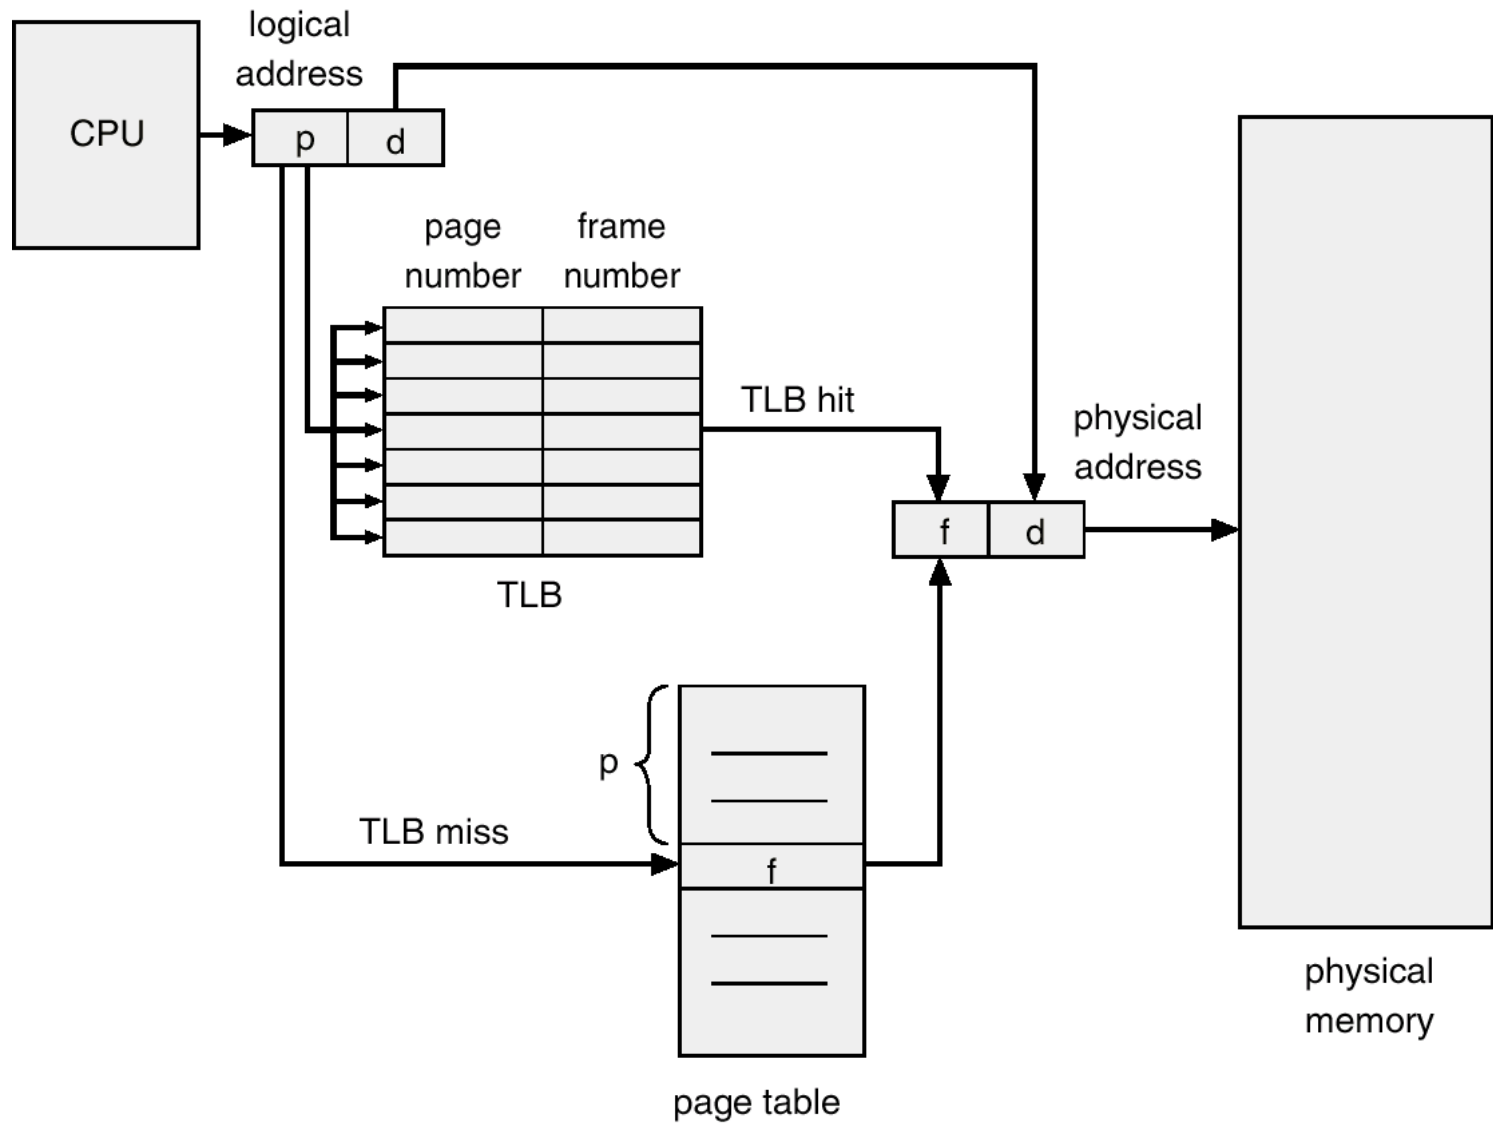 logical
address
CPU
p
d
page
number
frame
number
TLB hit
physical
address
f
d
TLB
p
TLB miss
f
physical
memory
page table